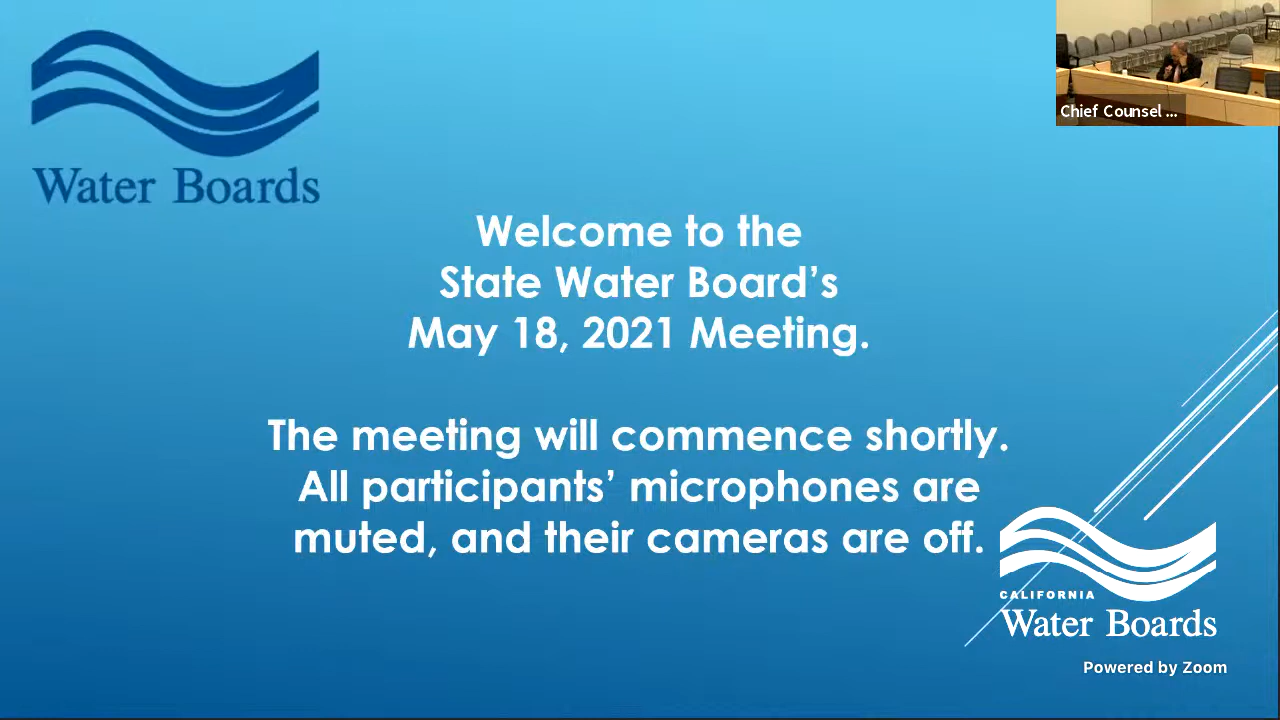 Water Boards
Chief Counsel ...
Welcome to the
State Water Board’s
May 18, 2021 Meeting.
The meeting will commence shortly.
All participants’ microphones are
muted, and their cameras are off.
CALIFORNIA
Water Boards
Powered by Zoom